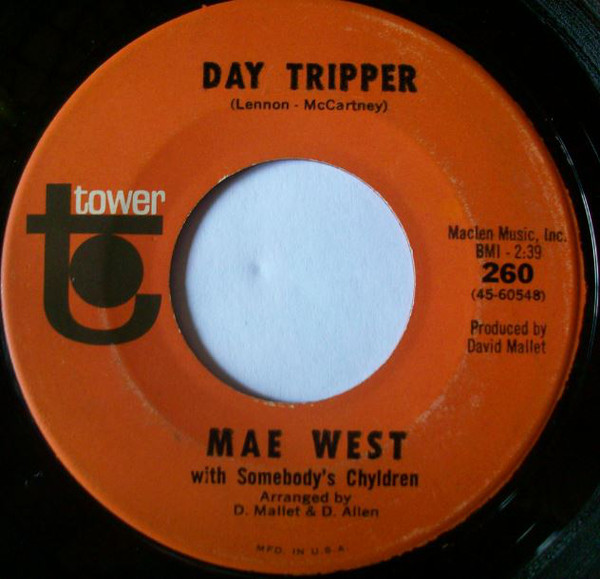 DAY TRIPPER
(Lennon - McCartney)
tower
Maclen Music, Inc.
BMI - 2:39
260
(45-60548)
Produced by
David Mallet
MAE WEST
with Somebody's Chyldren
Arranged by
D. Mallet & D. Allen
MFD. IN U.S.A.